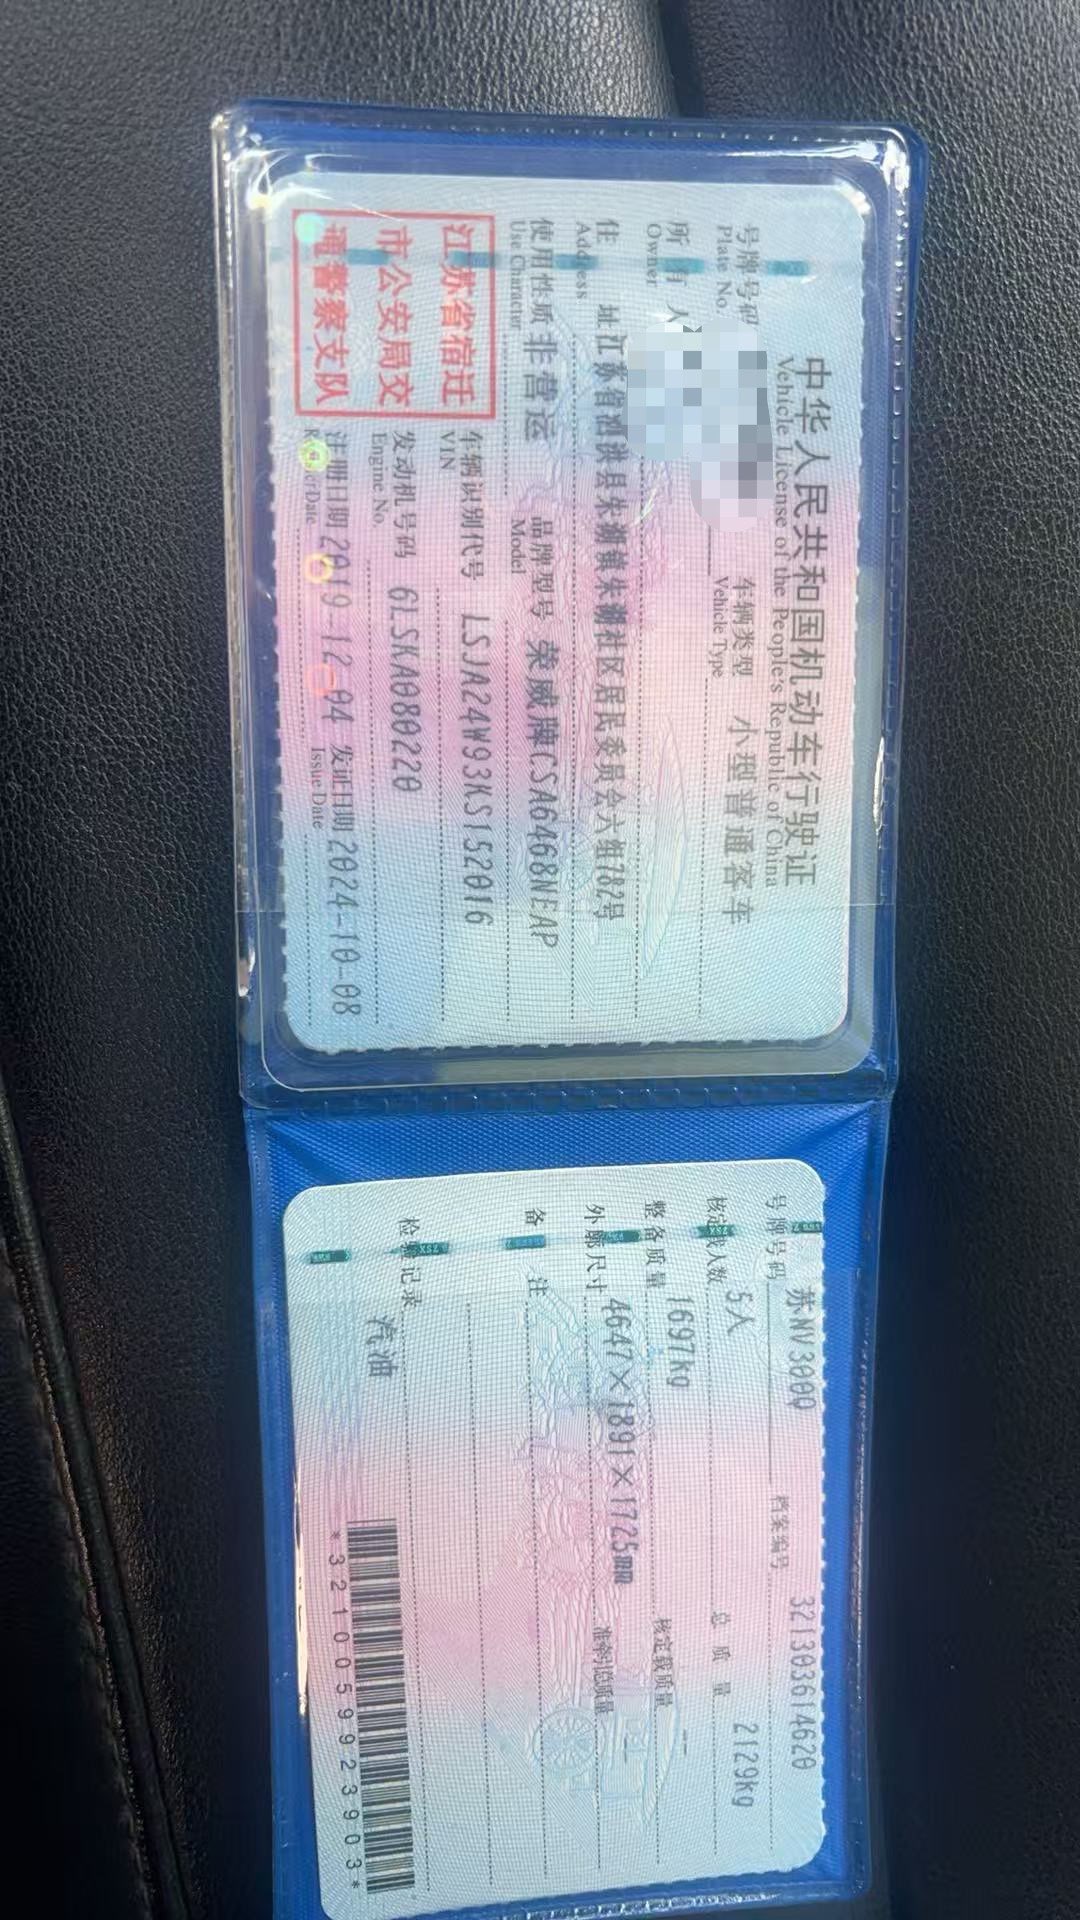 中华人民共和国机动车行驶证
Vehicle License of the People's Republic of China
号牌号码
Plate No.
车辆类型 小型普通客车
Vehicle Type
所有人
Owner
住址 江苏省泗洪县朱湖镇朱湖社区居民委员会六组782号
Address
使用性质 非营运 品牌型号 荣威牌CSA6468NEAP
Use Character Model
江苏省宿迁
市公安局交
通警察支队
车辆识别代号 LSJA24W93KS152016
VIN
发动机号码 6LSKA080220
Engine No.
注册日期 2019-12-04 发证日期 2024-10-08
Issue Date
号牌号码 苏NV300Q 档案编号 321303614620
核定载人数 5人 总质量 2129kg
整备质量 1697kg 核定载质量 --
外廓尺寸 4647×1891×1725mm 准牵引总质量
备注
检验记录
汽油
*3210059923903*